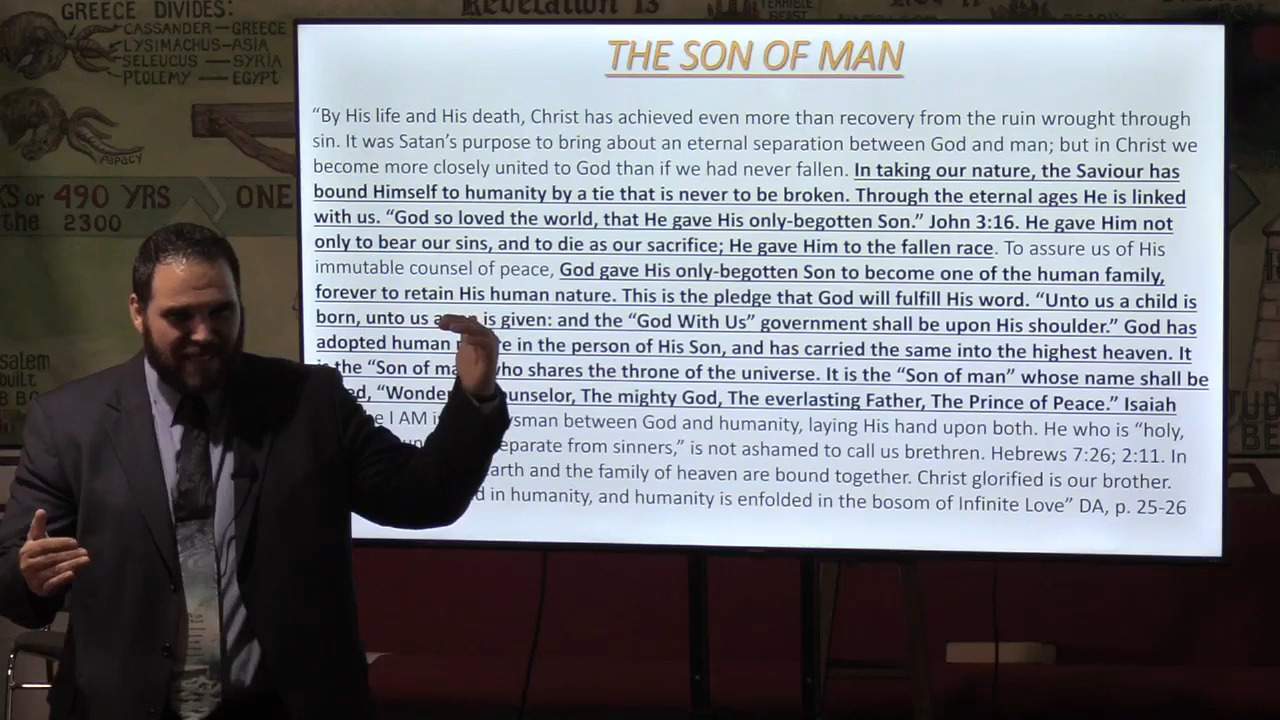 GREECE DIVIDES:
CASSANDER — GREECE
LYSIMACHUS — ASIA
SELEUCUS — SYRIA
PTOLEMY — EGYPT
PAPACY
490 YRS
ONE
the 2300
built
Revelation 13
TERRIBLE
BEAST
THE SON OF MAN
“By His life and His death, Christ has achieved even more than recovery from the ruin wrought through
sin. It was Satan’s purpose to bring about an eternal separation between God and man; but in Christ we
become more closely united to God than if we had never fallen. In taking our nature, the Saviour has
bound Himself to humanity by a tie that is never to be broken. Through the eternal ages He is linked
with us. “God so loved the world, that He gave His only-begotten Son.” John 3:16. He gave Him not
only to bear our sins, and to die as our sacrifice; He gave Him to the fallen race. To assure us of His
immutable counsel of peace, God gave His only-begotten Son to become one of the human family,
forever to retain His human nature. This is the pledge that God will fulfill His word. “Unto us a child is
born, unto us a is given: and the “God With Us” government shall be upon His shoulder.” God has
adopted human in the person of His Son, and has carried the same into the highest heaven. It
the “Son of who shares the throne of the universe. It is the “Son of man” whose name shall be
The mighty God, The everlasting Father, The Prince of Peace.” Isaiah
I AM between God and humanity, laying His hand upon both. He who is “holy,
separate from sinners,” is not ashamed to call us brethren. Hebrews 7:26; 2:11. In
and the family of heaven are bound together. Christ glorified is our brother.
in humanity, and humanity is enfolded in the bosom of Infinite Love” DA, p. 25-26